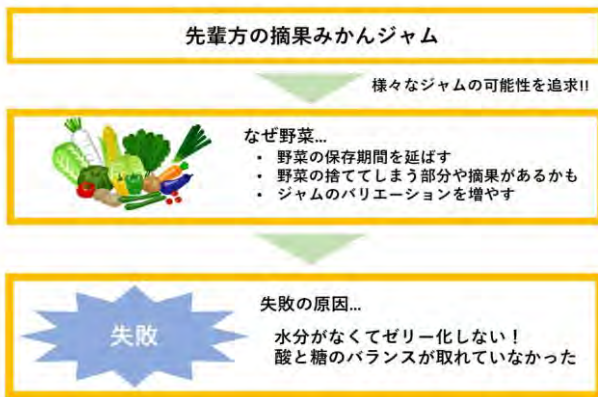 先輩方の摘果みかんジャム
様々なジャムの可能性を追求!!
なぜ野菜...
・ 野菜の保存期間を延ばす
・ 野菜の捨ててしまう部分や摘果があるかも
・ ジャムのバリエーションを増やす
失敗
失敗の原因...
水分がなくてゼリー化しない！
酸と糖のバランスが取れていなかった